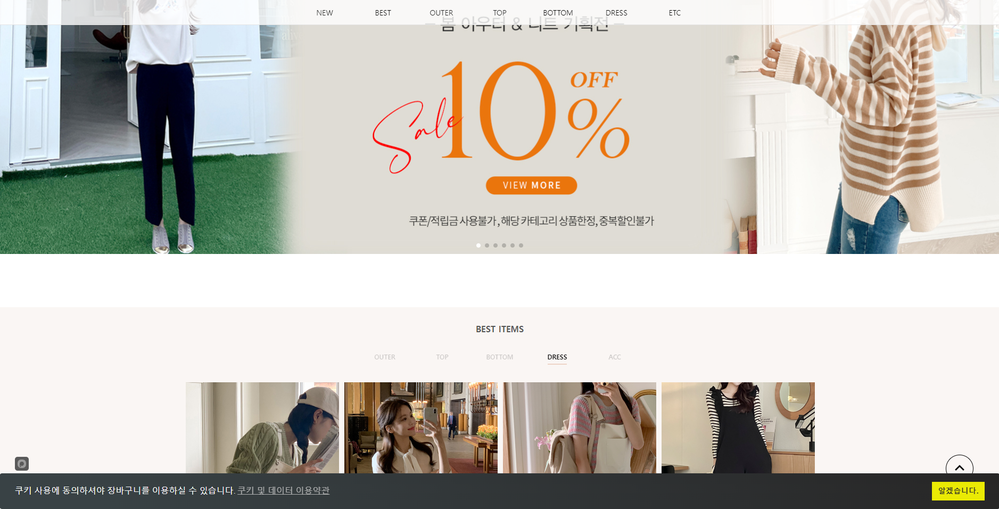 NEW BEST OUTER TOP BOTTOM DRESS ETC
봄 아우터 & 니트 기획전
Sale 10% OFF
VIEW MORE
쿠폰/적립금 사용불가 , 해당 카테고리 상품한정, 중복할인불가
BEST ITEMS
OUTER TOP BOTTOM DRESS ACC
쿠키 사용에 동의하셔야 장바구니를 이용하실 수 있습니다. 쿠키 및 데이터 이용약관
알겠습니다.